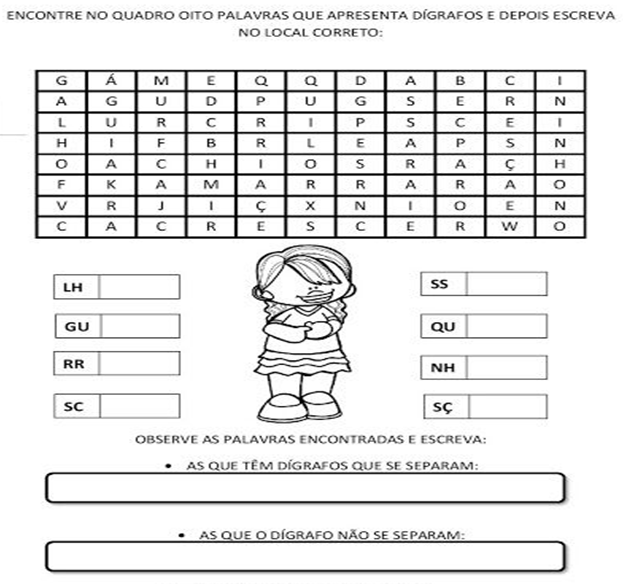 ENCONTRE NO QUADRO OITO PALAVRAS QUE APRESENTA DÍGRAFOS E DEPOIS ESCREVA
NO LOCAL CORRETO:
G Á M E Q Q D A B C I
A G U D P U G S E R N
L U R C R I P S C E I
H I F B R L E A P S N
O A C H I O S R A Ç H
F K A M A R R A R A O
V R J I Ç X N I O E N
C A C R E S C E R W O
LH SS
GU QU
RR NH
SC SÇ
OBSERVE AS PALAVRAS ENCONTRADAS E ESCREVA:
• AS QUE TÊM DÍGRAFOS QUE SE SEPARAM:
• AS QUE O DÍGRAFO NÃO SE SEPARAM: